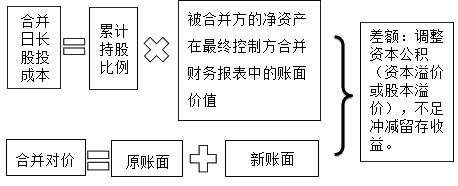 合并
日长
股投
成本
累计
持股
比例
被合并方的净资产
在最终控制方合并
财务报表中的账面
价值
差额：调整
资本公积
（资本溢价
或股本溢
价），不足
冲减留存收
益。
合并对价
原账面
新账面